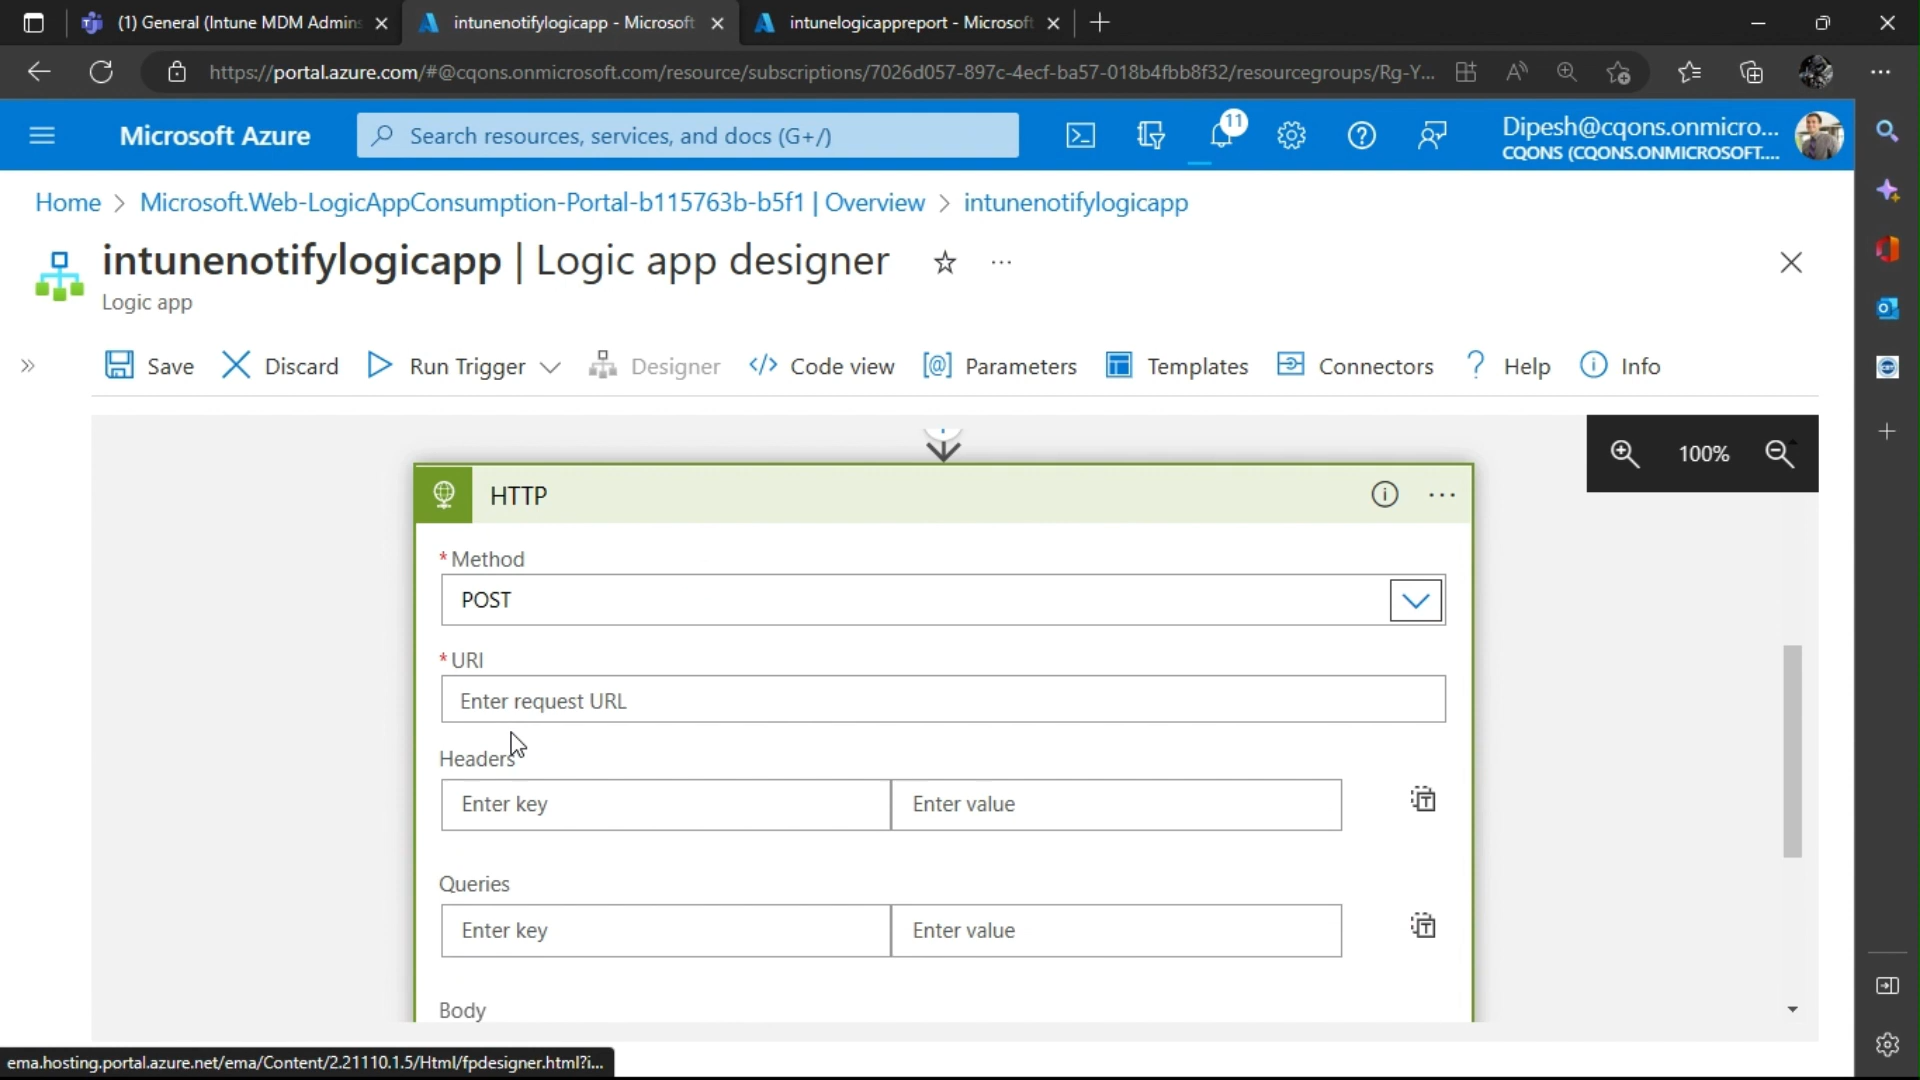 (1) General (Intune MDM Admins
intunenotifylogicapp - Microsoft
intunelogicappreport - Microsoft
https://portal.azure.com/#@cqons.onmicrosoft.com/resource/subscriptions/7026d057-897c-4ecf-ba57-018b4fbb8f32/resourcegroups/Rg-Y...
Microsoft Azure
Search resources, services, and docs (G+/)
11
Dipesh@cqons.onmicro...
CQONS (CQONS.ONMICROSOFT....
Home > Microsoft.Web-LogicAppConsumption-Portal-b115763b-b5f1 | Overview > intunenotifylogicapp
intunenotifylogicapp | Logic app designer
Logic app
Save Discard Run Trigger Designer Code view Parameters Templates Connectors Help Info
100%
HTTP
* Method
POST
* URI
Enter request URL
Headers
Enter key Enter value
Queries
Enter key Enter value
Body
ema.hosting.portal.azure.net/ema/Content/2.21110.1.5/Html/fpdesigner.html?i...